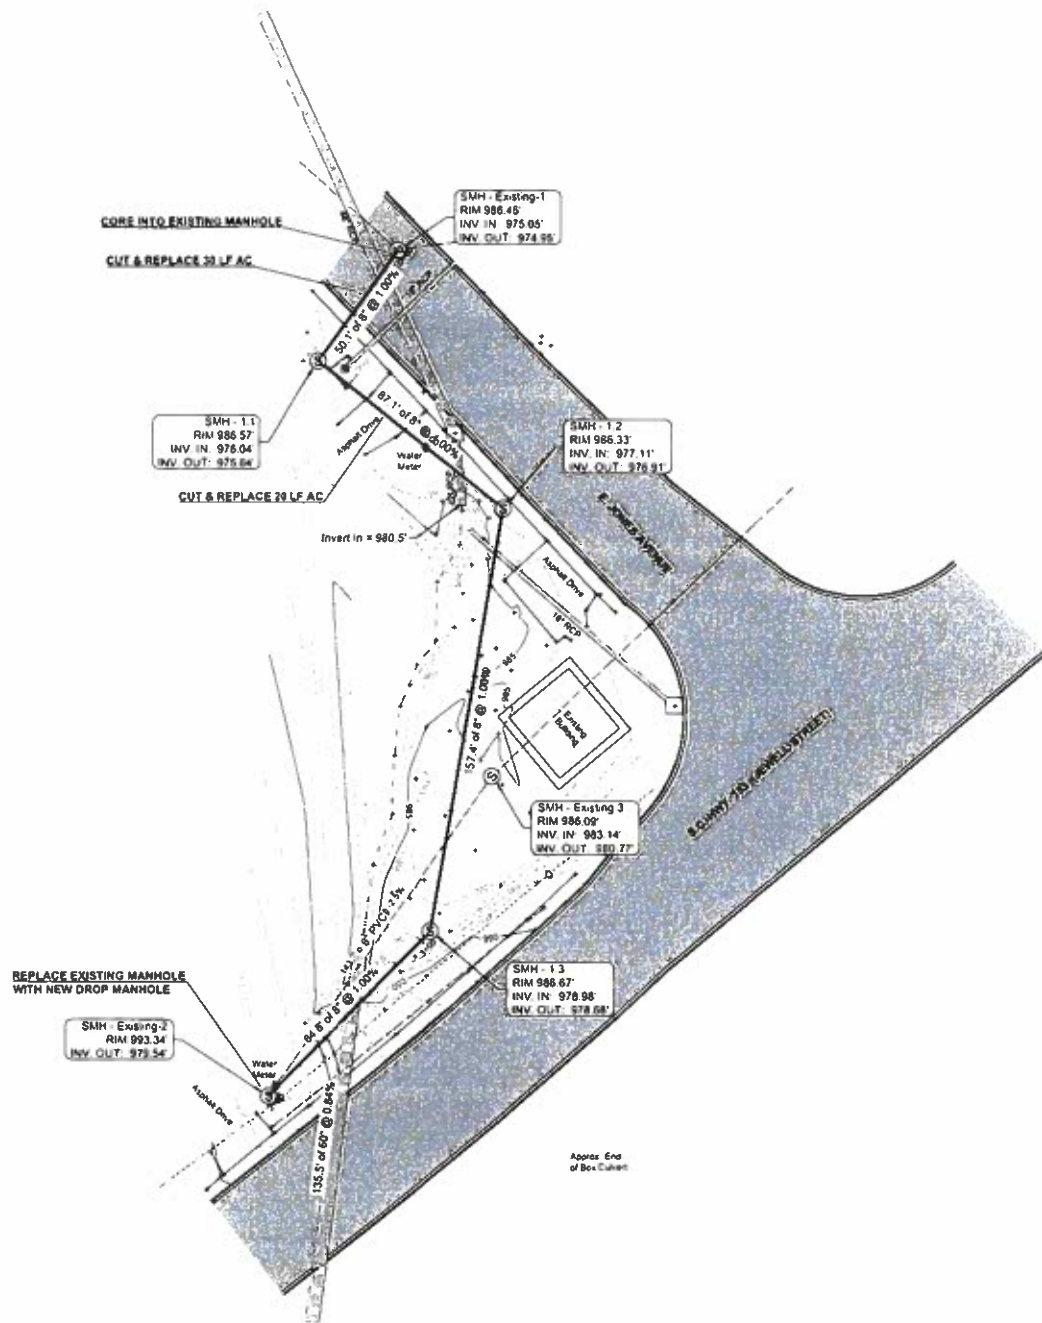 SMH - Existing-1
RIM 986.46'
INV. IN: 975.05'
INV. OUT: 974.95'
CORE INTO EXISTING MANHOLE
CUT & REPLACE 30 LF AC
50.1' of 8" @ 1.00%
SMH - 1.1
RIM 986.57'
INV. IN: 976.04'
INV. OUT: 975.84'
87.1' of 8" @
Asphalt Drive
Water
Meter
CUT & REPLACE 20 LF AC
SMH - 1.2
RIM 986.33'
INV. IN: 977.11'
INV. OUT: 976.91'
Invert In = 980.5'
E. JONES AVENUE
Asphalt Drive
18" RCP
985
985
157.4' of 8" @ 1.00%
Existing
Building
985
SMH - Existing 3
RIM 986.09'
INV. IN: 983.14'
INV. OUT: 980.77'
REPLACE EXISTING MANHOLE
WITH NEW DROP MANHOLE
SMH - Existing-2
RIM 993.34'
INV. OUT: 979.54'
SMH - 1.3
RIM 986.67'
INV. IN: 978.98'
INV. OUT: 978.68'
@ 1.00%
990
Water
Meter
Asphalt Drive
135.5' of 60" @ 0.84%
Approx. End
of Box Culvert